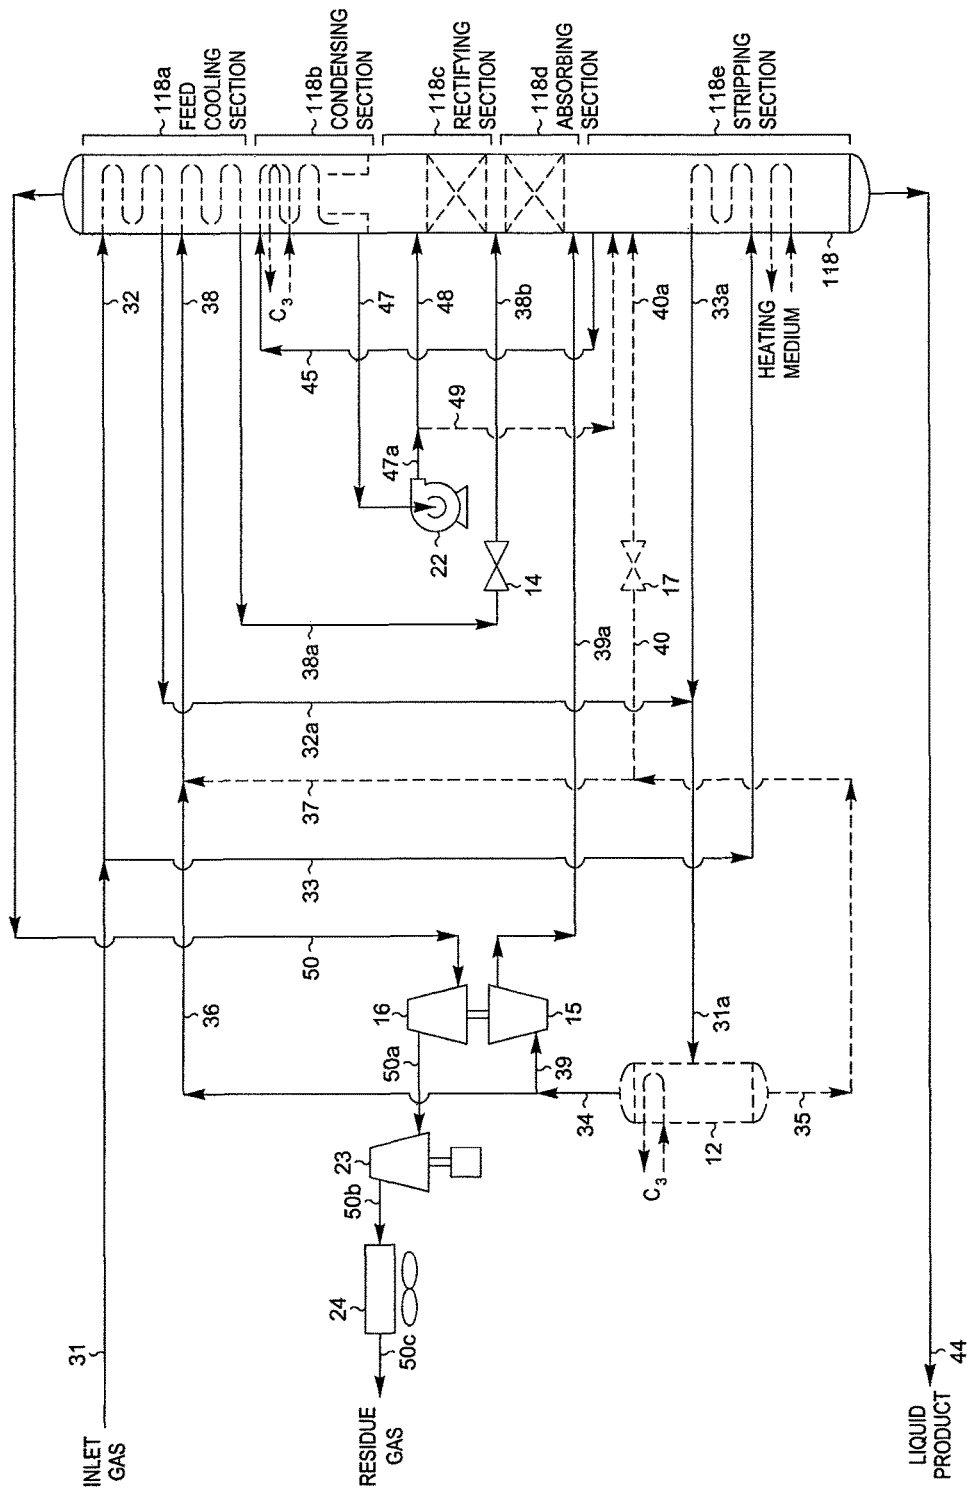 118a
FEED
COOLING
SECTION
118b
CONDENSING
SECTION
118c
RECTIFYING
SECTION
118d
ABSORBING
SECTION
118e
STRIPPING
SECTION
32
38
C3
47
48
38b
40a
33a
HEATING
MEDIUM
118
45
49
47a
22
14
17
38a
39a
40
32a
37
33
50
36
16
15
31a
50a
39
34
35
12
C3
23
50b
24
50c
31
INLET
GAS
RESIDUE
GAS
44
LIQUID
PRODUCT